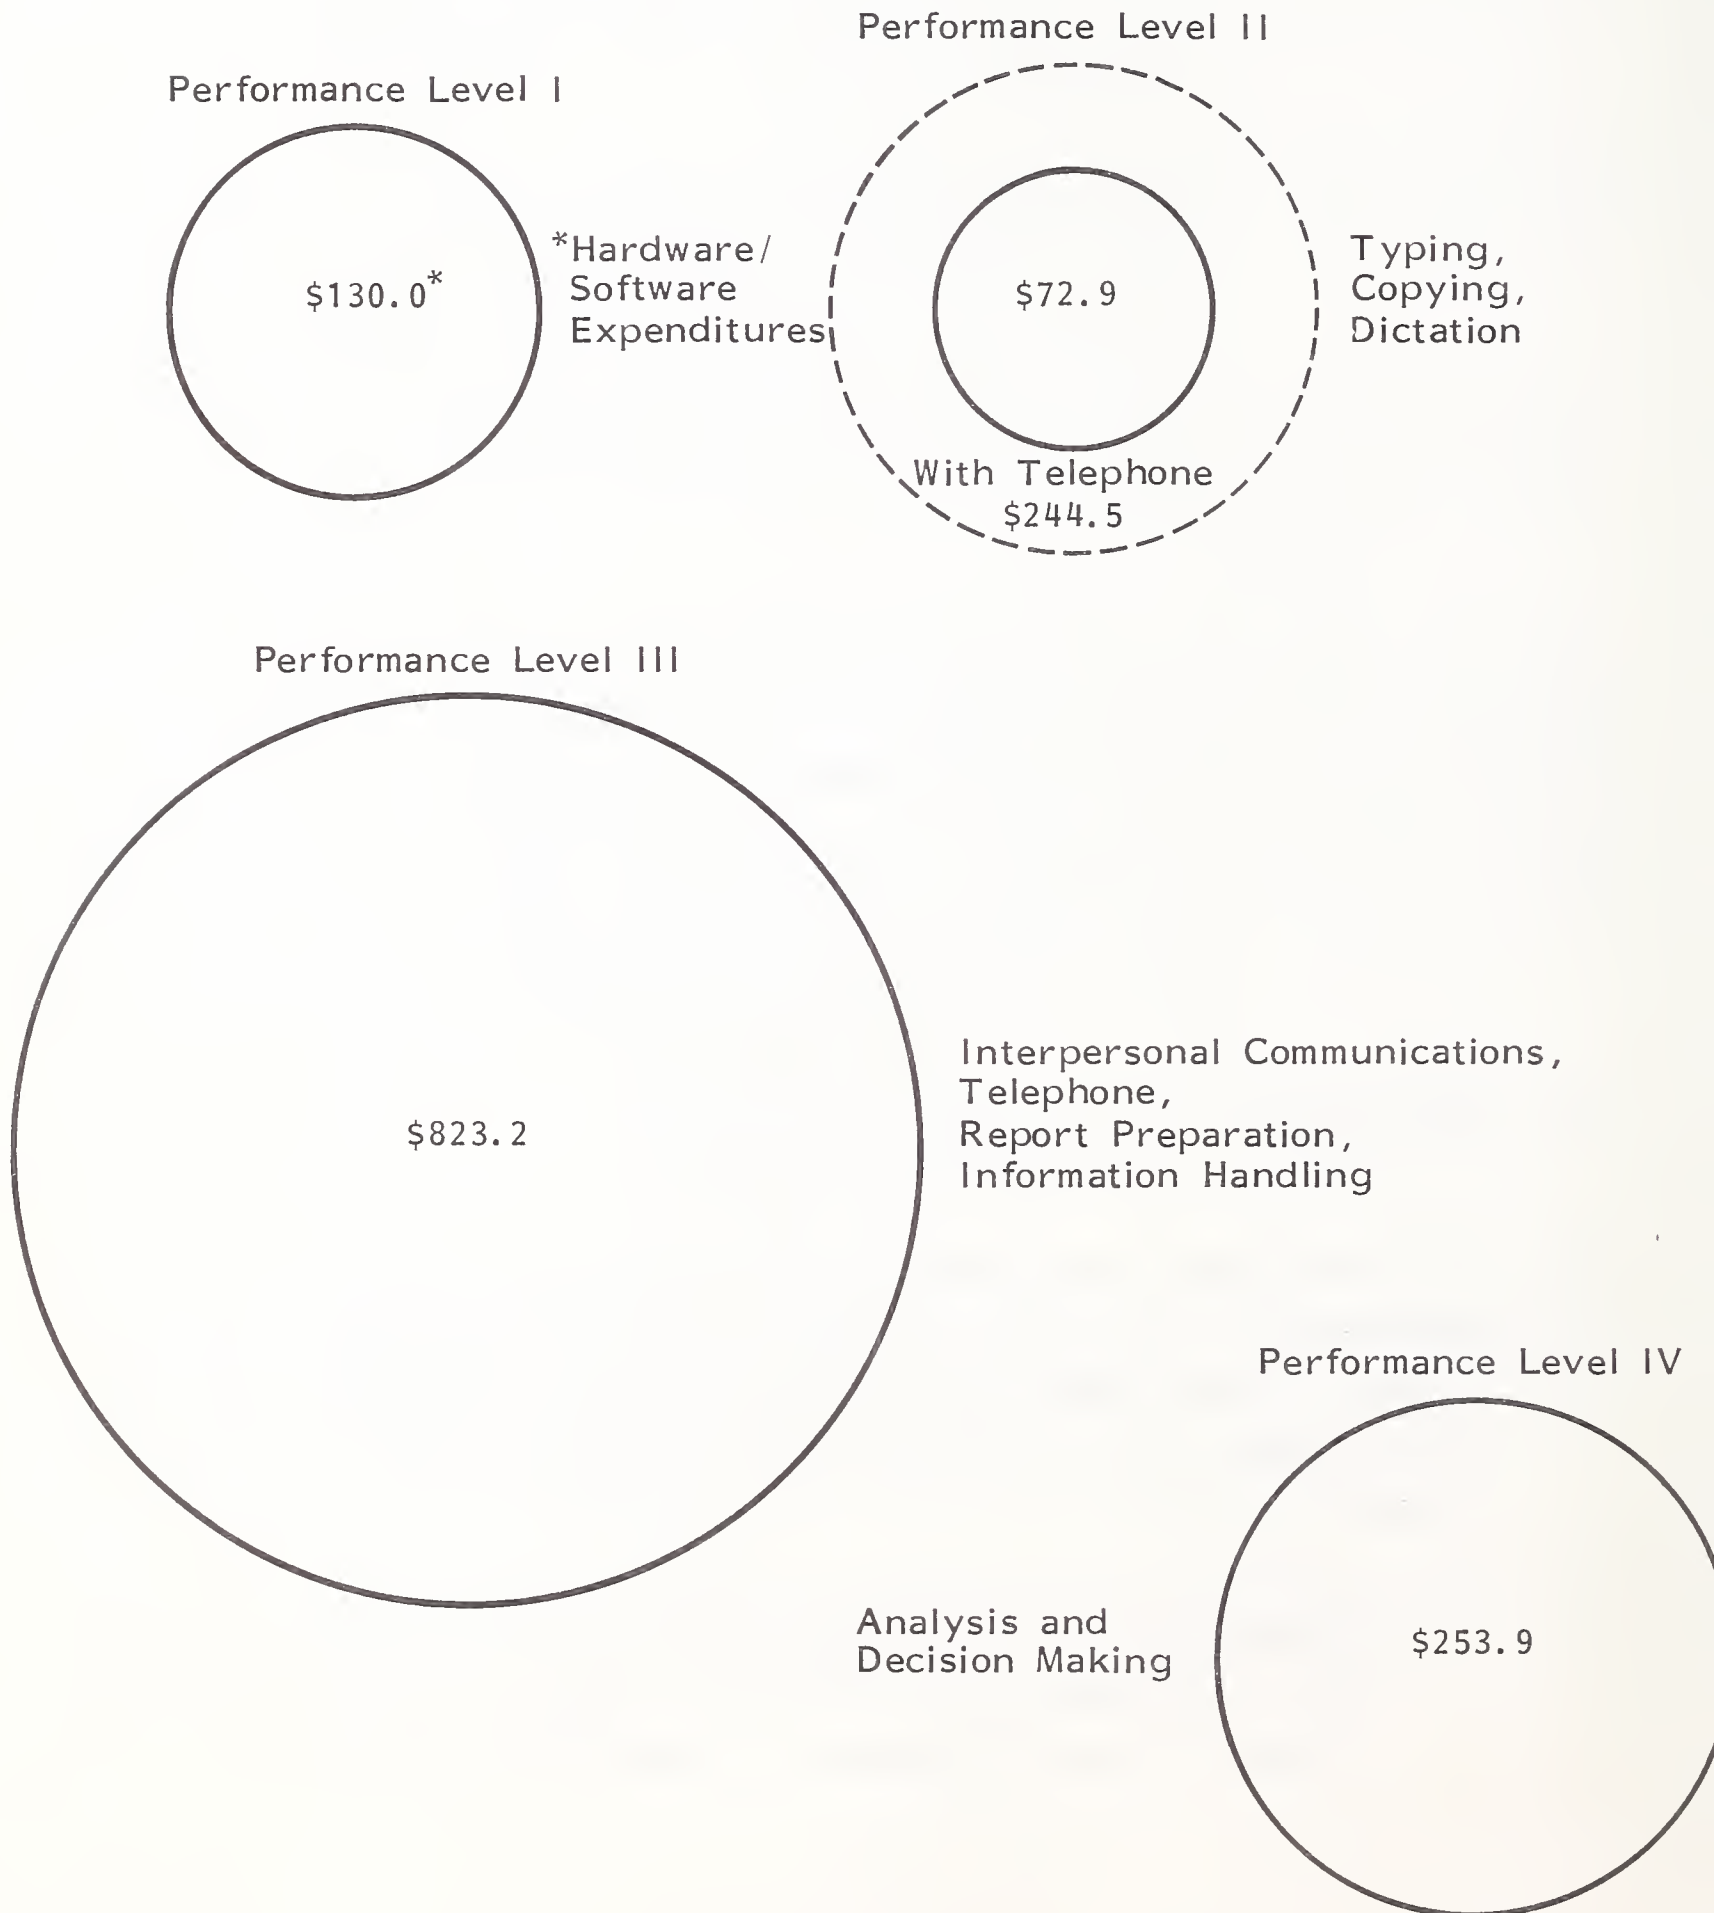 Performance Level II
Performance Level I
*Hardware/
Software
Expenditures
$130.0*
$72.9
Typing,
Copying,
Dictation
With Telephone
$244.5
Performance Level III
$823.2
Interpersonal Communications,
Telephone,
Report Preparation,
Information Handling
Performance Level IV
Analysis and
Decision Making
$253.9